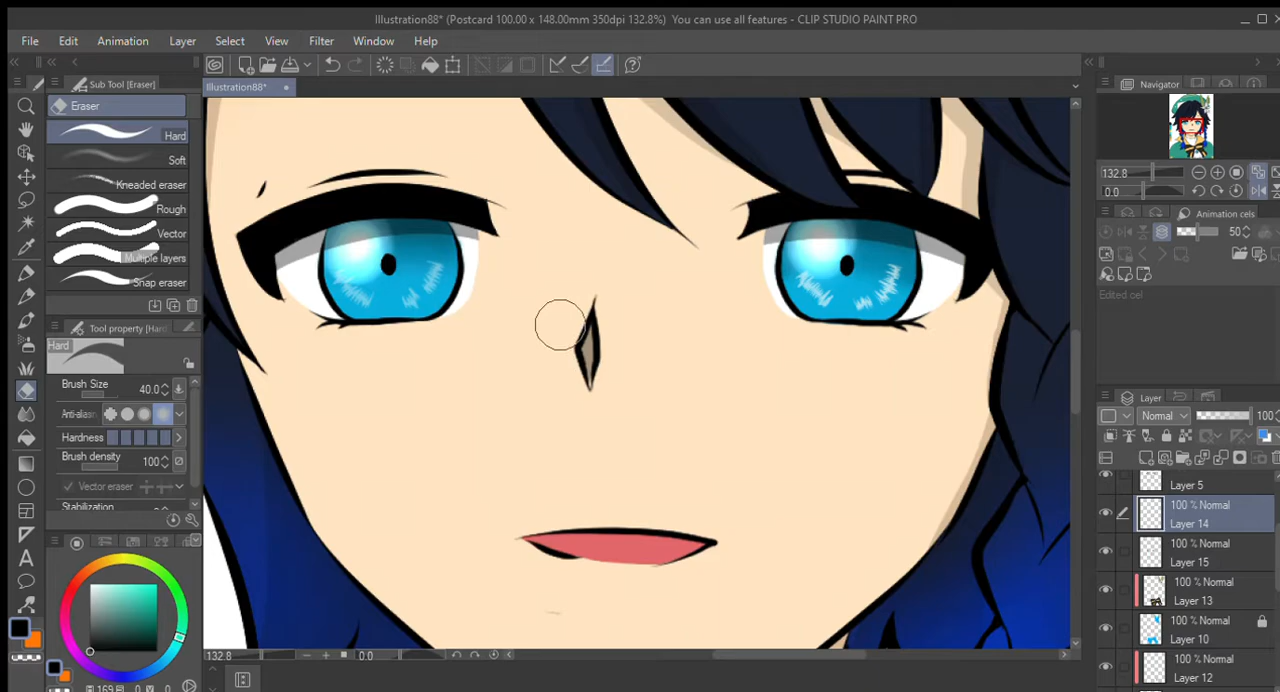 Illustration88* (Postcard 100.00 x 148.00mm 350dpi 132.8%)  You can use all features - CLIP STUDIO PAINT PRO
File Edit Animation Layer Select View Filter Window Help
Sub Tool [Eraser]
Illustration88*
Navigator
Eraser
Hard
Soft
Kneaded eraser
Rough
Vector
Multiple layers
Snap eraser
132.8
0.0
Animation cels
50
Edited cel
Tool property [Hard]
Hard
Brush Size 40.0
Hardness
Brush density 100
Vector eraser
Stabilization
Layer
Normal 100
Layer 5
100 % Normal
Layer 14
100 % Normal
Layer 15
100 % Normal
Layer 13
100 % Normal
Layer 10
100 % Normal
Layer 12
132.8 0.0
169 0